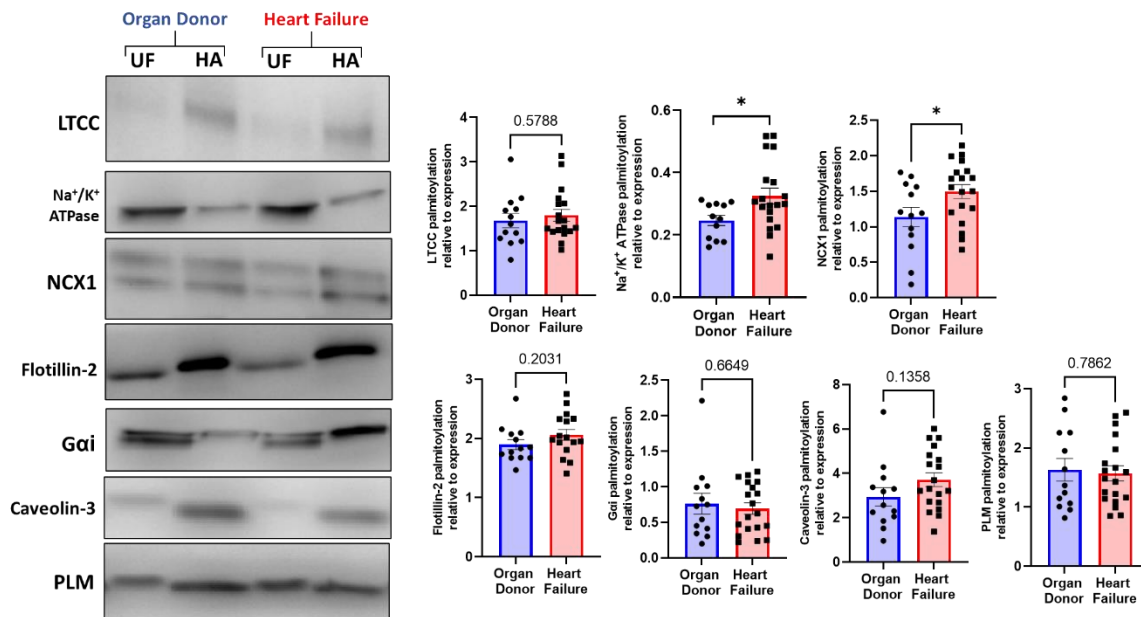 Organ Donor Heart Failure
UF HA UF HA
LTCC
Na⁺/K⁺
ATPase
NCX1
Flotillin-2
Gαi
Caveolin-3
PLM
LTCC palmitoylation
relative to expression
4
3
2
1
0
0.5788
Organ
Donor
Heart
Failure
Na⁺/K⁺ ATPase palmitoylation
relative to expression
0.6
0.4
0.2
0.0
*
Organ
Donor
Heart
Failure
NCX1 palmitoylation
relative to expression
2.5
2.0
1.5
1.0
0.5
0.0
*
Organ
Donor
Heart
Failure
Flotillin-2 palmitoylation
relative to expression
3
2
1
0
0.2031
Organ
Donor
Heart
Failure
Gαi palmitoylation
relative to expression
2.5
2.0
1.5
1.0
0.5
0.0
0.6649
Organ
Donor
Heart
Failure
Caveolin-3 palmitoylation
relative to expression
8
6
4
2
0
0.1358
Organ
Donor
Heart
Failure
PLM palmitoylation
relative to expression
3
2
1
0
0.7862
Organ
Donor
Heart
Failure